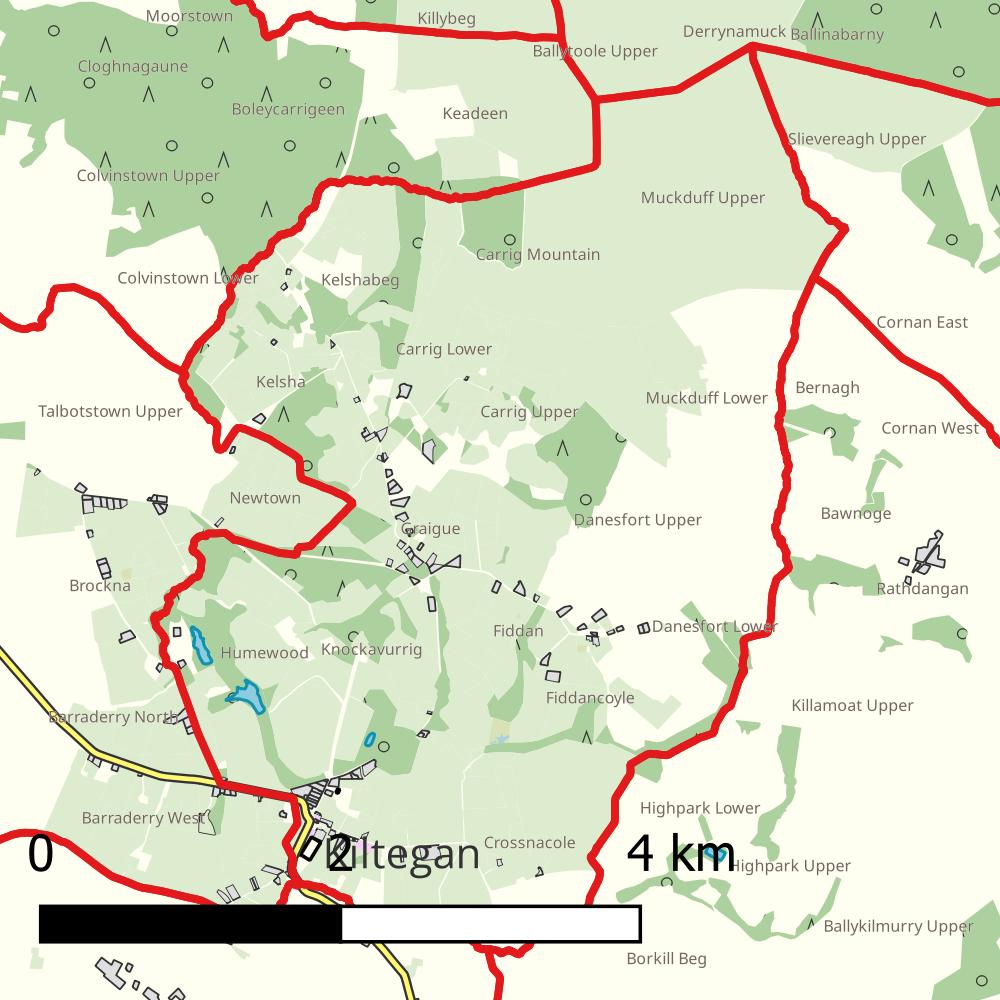 Moorstown
Killybeg
Derrynamuck
Ballinabarny
Ballytoole Upper
Cloghnagaune
Boleycarrigeen
Keadeen
Slievereagh Upper
Colvinstown Upper
Muckduff Upper
Carrig Mountain
Colvinstown Lower
Kelshabeg
Cornan East
Carrig Lower
Kelsha
Bernagh
Muckduff Lower
Talbotstown Upper
Carrig Upper
Cornan West
Newtown
Bawnoge
Danesfort Upper
Craigue
Brockna
Rathdangan
Danesfort Lower
Fiddan
Humewood
Knockavurrig
Fiddancoyle
Killamoat Upper
Barraderry North
Highpark Lower
Barraderry West
Crossnacole
Kiltegan
0 2 4 km
Highpark Upper
Ballykilmurry Upper
Borkill Beg